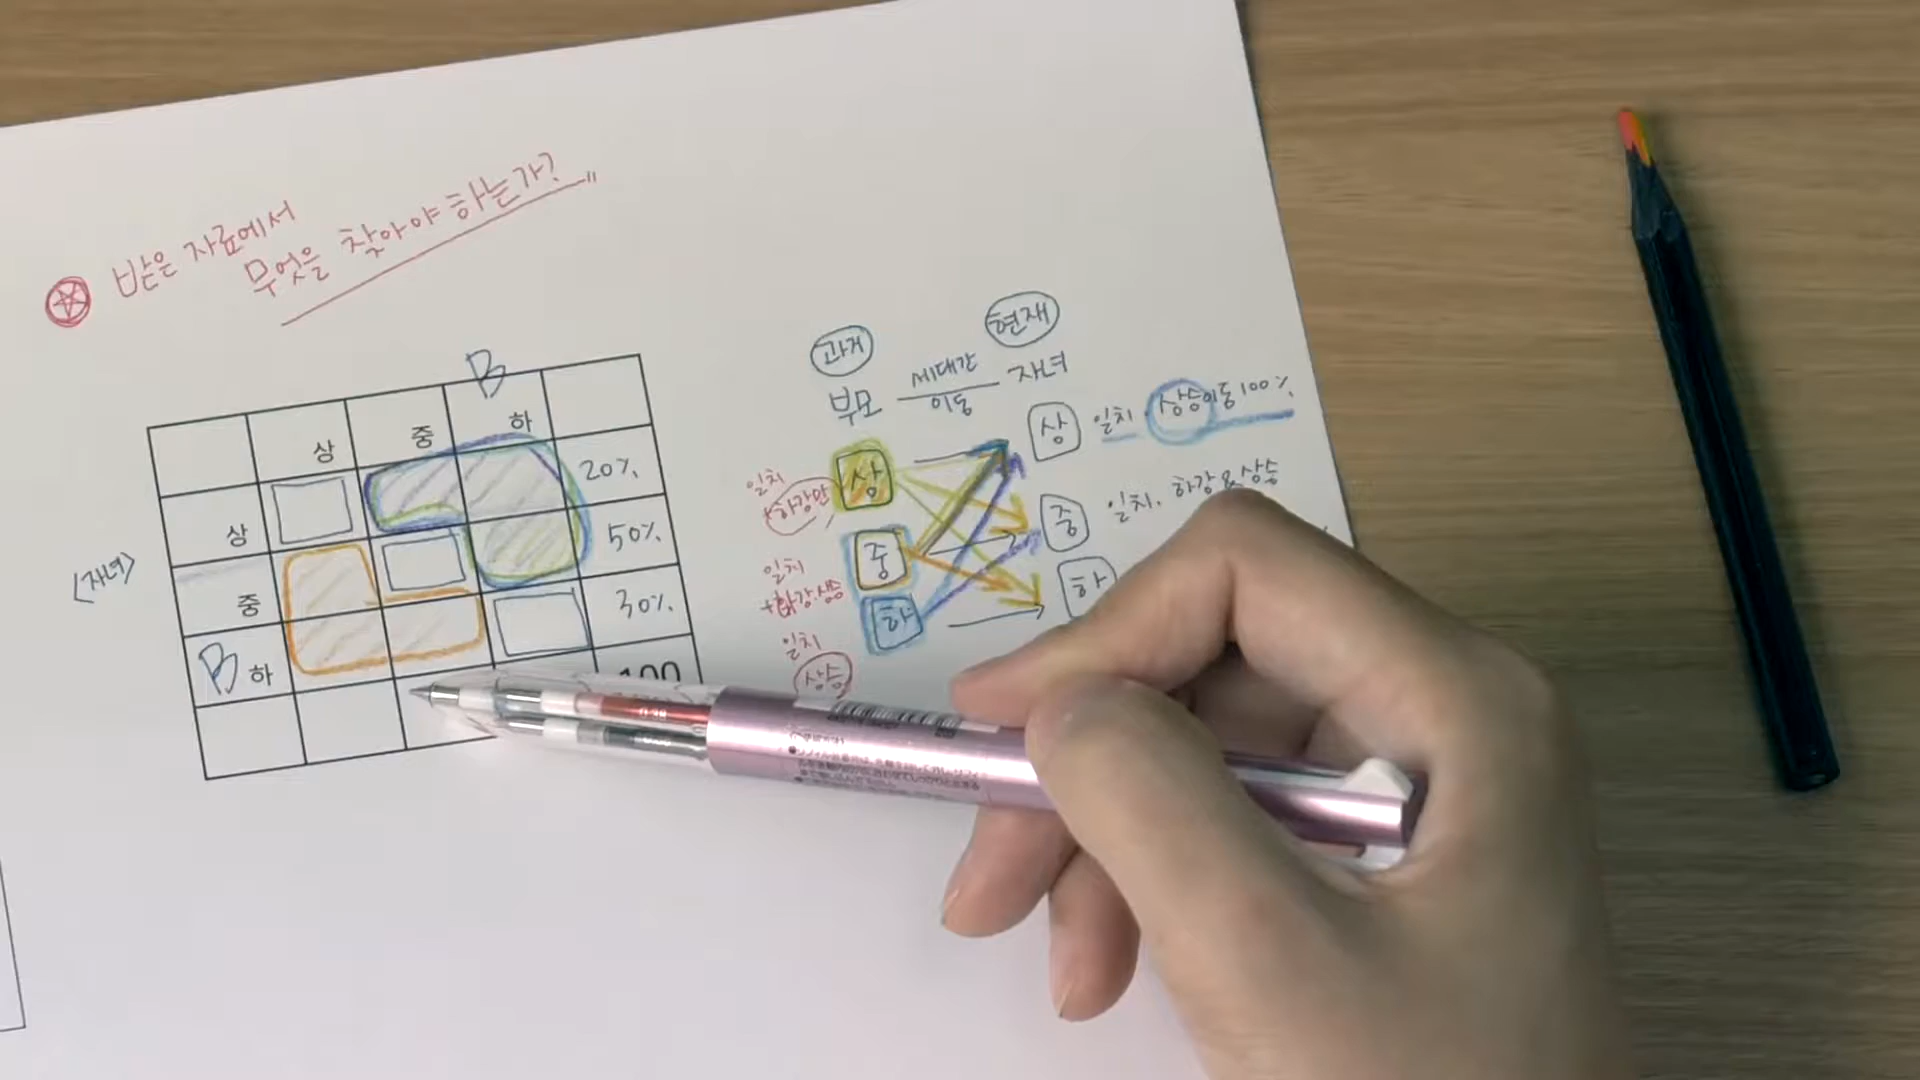 받은 자료에서
무엇을 찾아야 하는가?
B
상 중 하
상 20%
<자녀> 중 50%
B 하 30%
100
과거 현재
부모 세대간 이동 자녀
일치 +하강만 상 상 일치 상승이동 100%
일치 +하강.상승 중 중 일치. 하강 & 상승
일치 상승 하 하